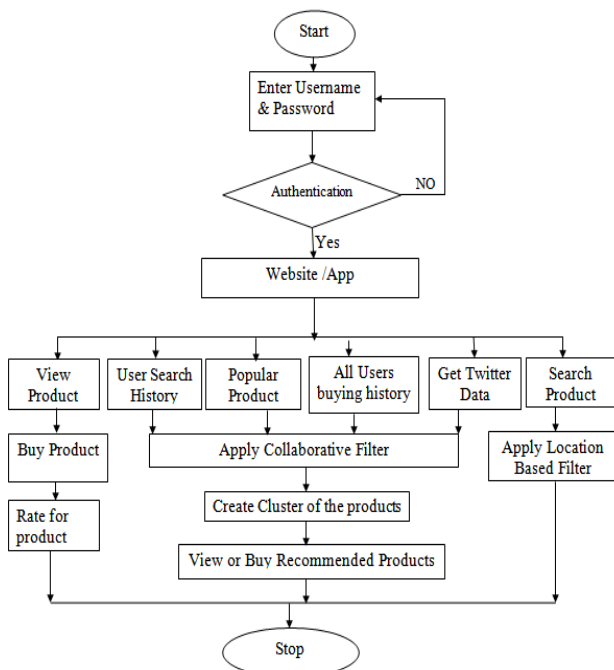 Start
Enter Username
& Password
Authentication
NO
Yes
Website /App
View
Product
User Search
History
Popular
Product
All Users
buying history
Get Twitter
Data
Search
Product
Buy Product
Apply Collaborative Filter
Apply Location
Based Filter
Rate for
product
Create Cluster of the products
View or Buy Recommended Products
Stop